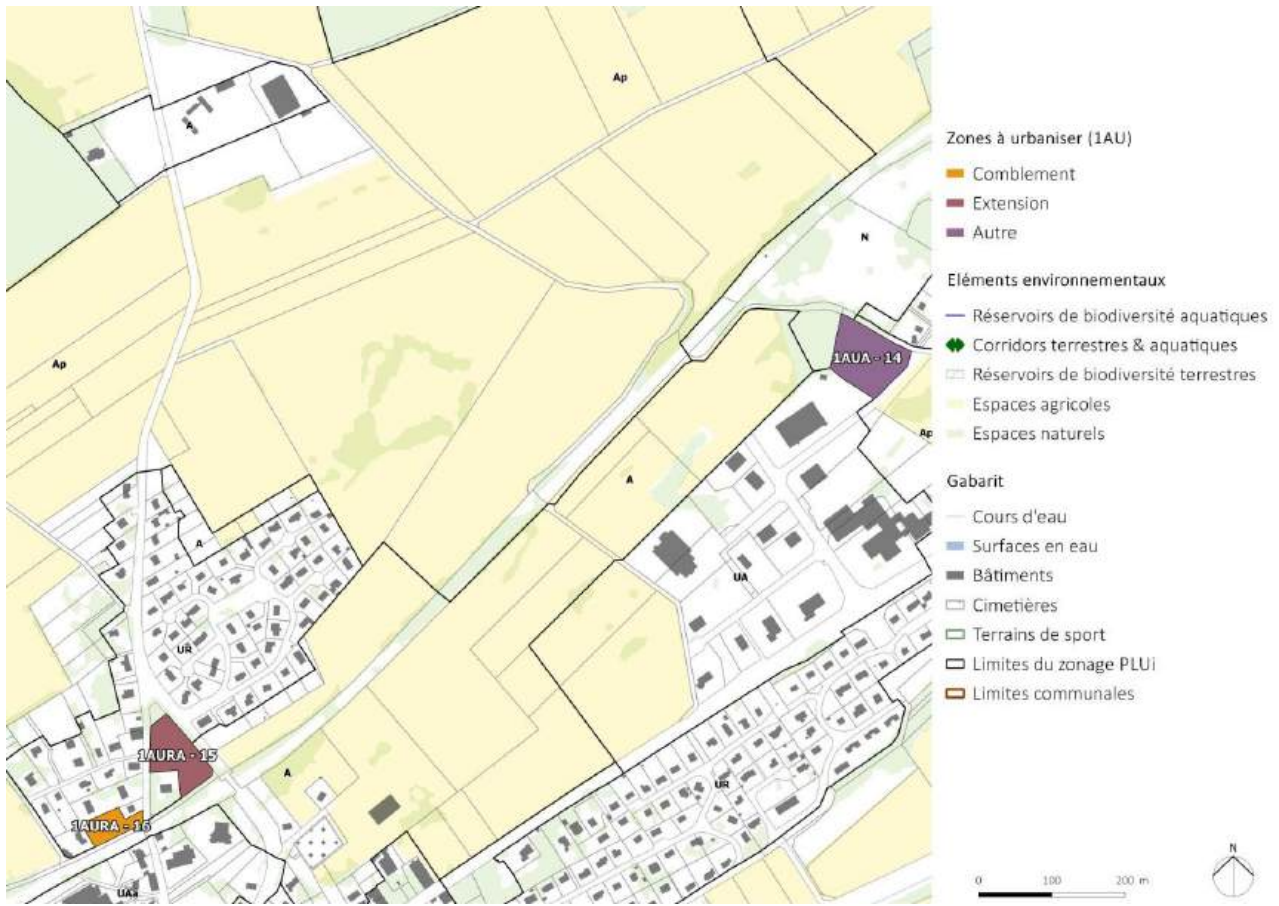 Ap
A
N
Ap
1AUA - 14
Ap
A
A
UA
UR
1AURA - 15
A
UR
1AURA - 16
UAa
Zones à urbaniser (1AU)
Comblement
Extension
Autre
Eléments environnementaux
Réservoirs de biodiversité aquatiques
Corridors terrestres & aquatiques
Réservoirs de biodiversité terrestres
Espaces agricoles
Espaces naturels
Gabarit
Cours d'eau
Surfaces en eau
Bâtiments
Cimetières
Terrains de sport
Limites du zonage PLUi
Limites communales
N
0 100 200 m